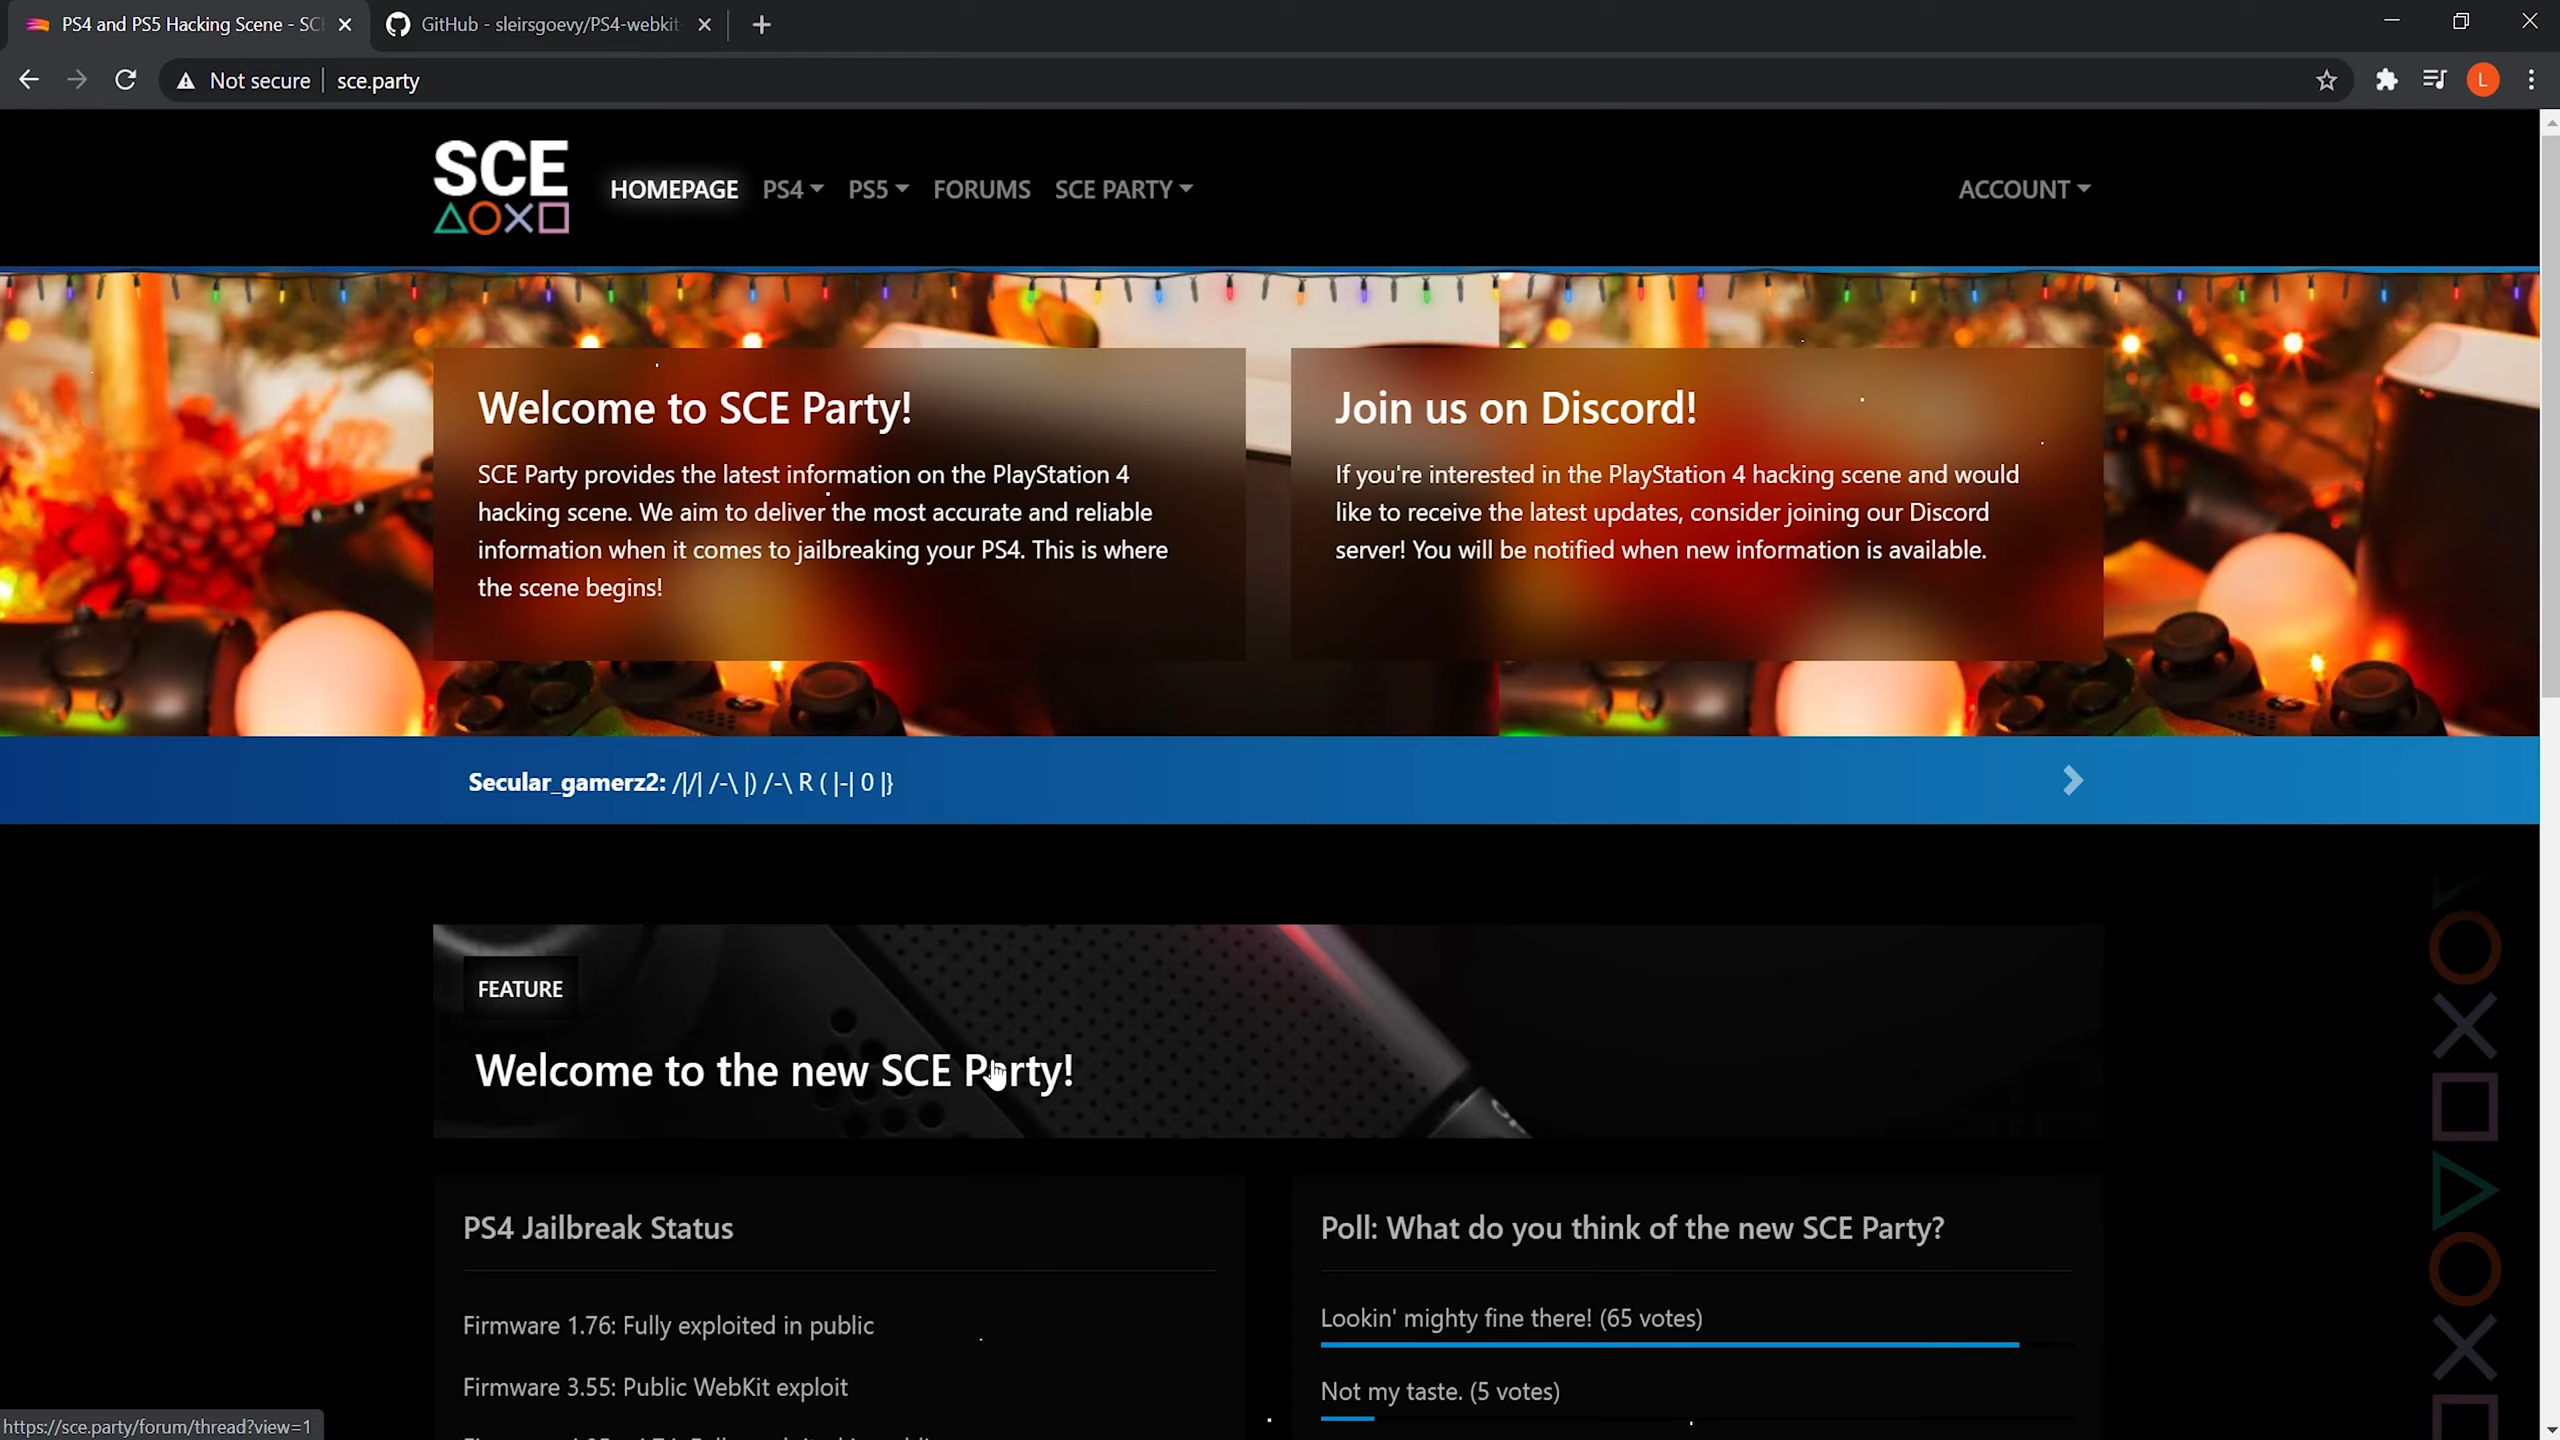 PS4 and PS5 Hacking Scene - SCE
GitHub - sleirsgoevy/PS4-webkit-
Not secure
sce.party
L
SCE
HOMEPAGE
PS4
PS5
FORUMS
SCE PARTY
ACCOUNT
Welcome to SCE Party!
SCE Party provides the latest information on the PlayStation 4
hacking scene. We aim to deliver the most accurate and reliable
information when it comes to jailbreaking your PS4. This is where
the scene begins!
Join us on Discord!
If you're interested in the PlayStation 4 hacking scene and would
like to receive the latest updates, consider joining our Discord
server! You will be notified when new information is available.
Secular_gamerz2: /|/| /-\ |) /-\ R ( |-| 0 |}
FEATURE
Welcome to the new SCE Party!
PS4 Jailbreak Status
Firmware 1.76: Fully exploited in public
Firmware 3.55: Public WebKit exploit
Poll: What do you think of the new SCE Party?
Lookin' mighty fine there! (65 votes)
Not my taste. (5 votes)
https://sce.party/forum/thread?view=1